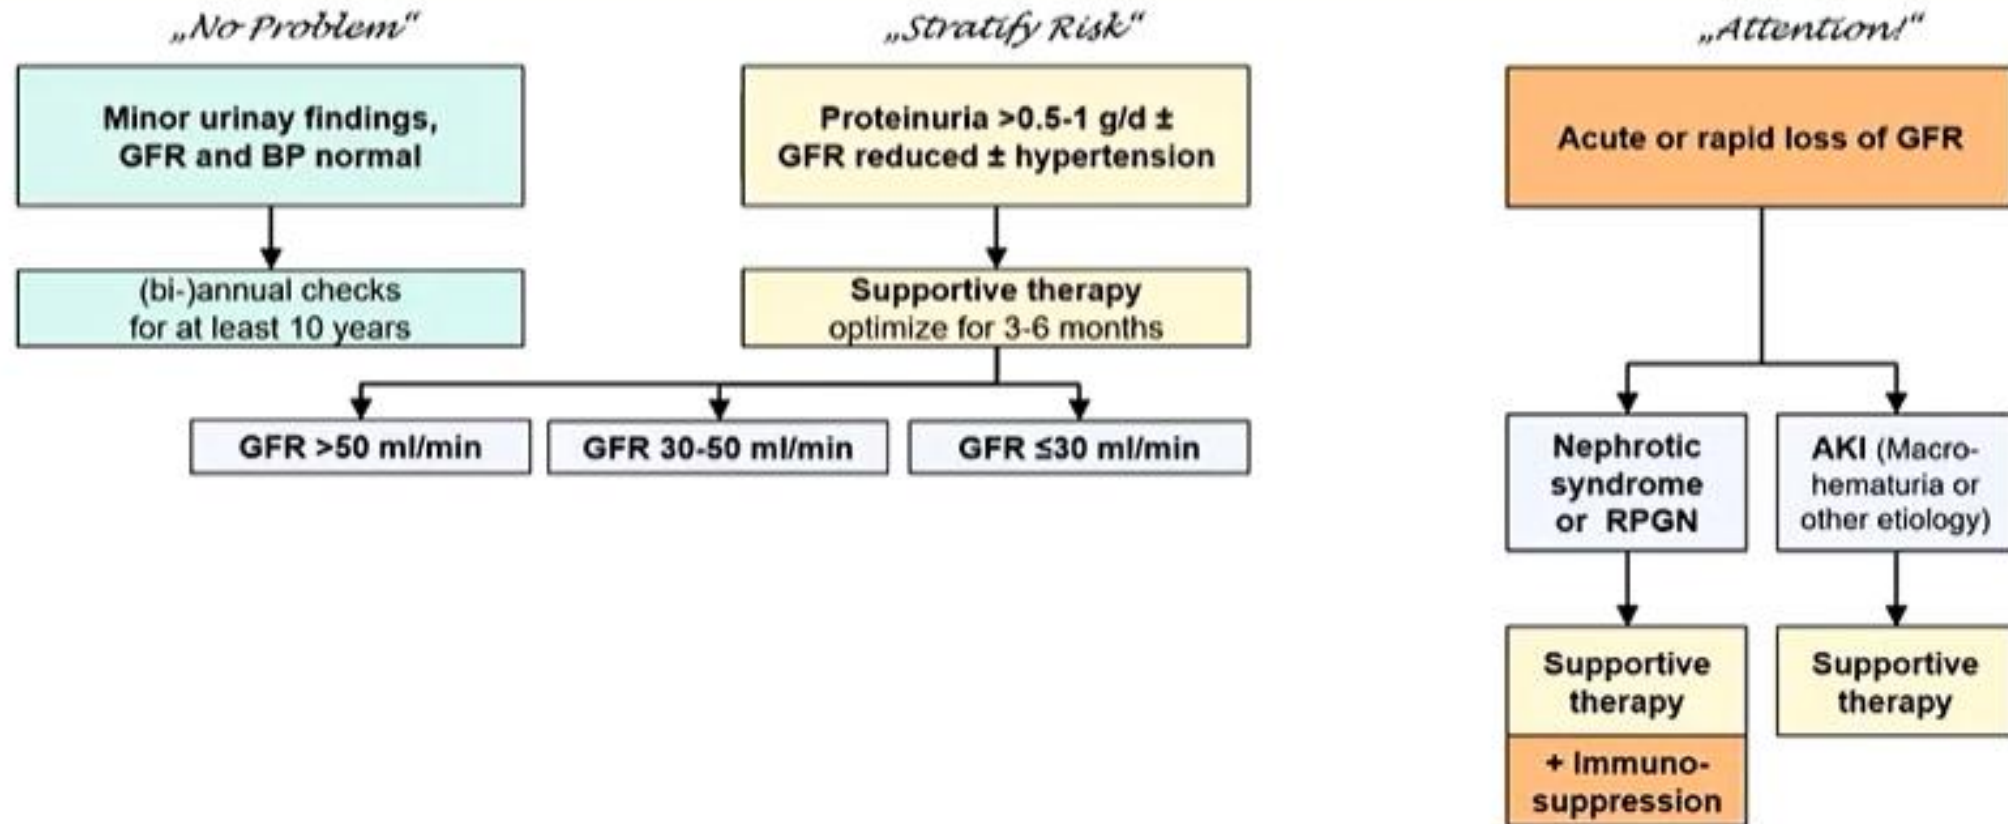 „No Problem“
„Stratify Risk“
„Attention!“
Minor urinay findings,
GFR and BP normal
Proteinuria >0.5-1 g/d ±
GFR reduced ± hypertension
Acute or rapid loss of GFR
(bi-)annual checks
for at least 10 years
Supportive therapy
optimize for 3-6 months
GFR >50 ml/min
GFR 30-50 ml/min
GFR ≤30 ml/min
Nephrotic
syndrome
or RPGN
AKI (Macro-
hematuria or
other etiology)
Supportive
therapy
+ Immuno-
suppression
Supportive
therapy